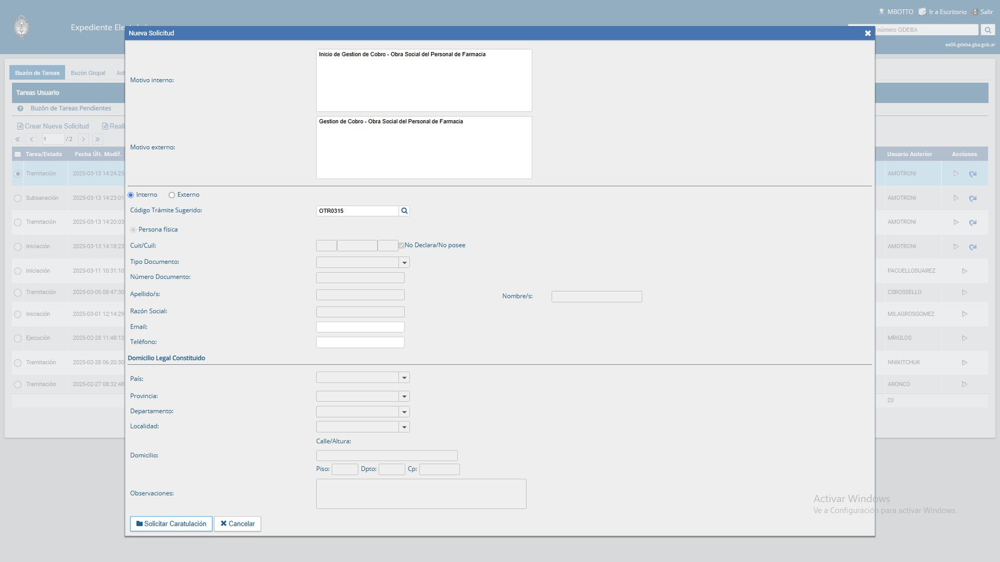 MBOTTO Ir a Escritorio Salir
Expediente
número GDEBA
ee06.gdeba.gba.gob.ar
Nueva Solicitud
Buzón de Tareas Buzón Grupal
Tareas Usuario
Buzón de Tareas Pendientes
Crear Nueva Solicitud
1 / 2
Tarea/Estado Fecha Últ. Modif. Usuario Anterior Acciones
Tramitación 2025-03-13 14:24:25 AMOTRONI
Subsanación 2025-03-13 14:23:01 AMOTRONI
Tramitación 2025-03-13 14:20:03 AMOTRONI
Iniciación 2025-03-13 14:18:23 AMOTRONI
Iniciación 2025-03-11 10:31:10 PACUELLOSUAREZ
Tramitación 2025-03-05 08:47:30 CSROSSELLO
Iniciación 2025-03-01 12:14:29 MILAGROSGOMEZ
Ejecución 2025-02-28 11:48:13 MRIGLOS
Tramitación 2025-02-28 06:20:30 NNIKITCHUK
Tramitación 2025-02-27 08:32:48 ARONCO
20
Motivo interno:
Inicio de Gestion de Cobro - Obra Social del Personal de Farmacia
Motivo externo:
Gestion de Cobro - Obra Social del Personal de Farmacia
Interno Externo
Código Trámite Sugerido: OTR0315
Persona física
Cuit/Cuil: No Declara/No posee
Tipo Documento:
Número Documento:
Apellido/s: Nombre/s:
Razón Social:
Email:
Teléfono:
Domicilio Legal Constituido
País:
Provincia:
Departamento:
Localidad:
Calle/Altura:
Domicilio:
Piso: Dpto: Cp:
Observaciones:
Solicitar Caratulación Cancelar
Activar Windows
Ve a Configuración para activar Windows.